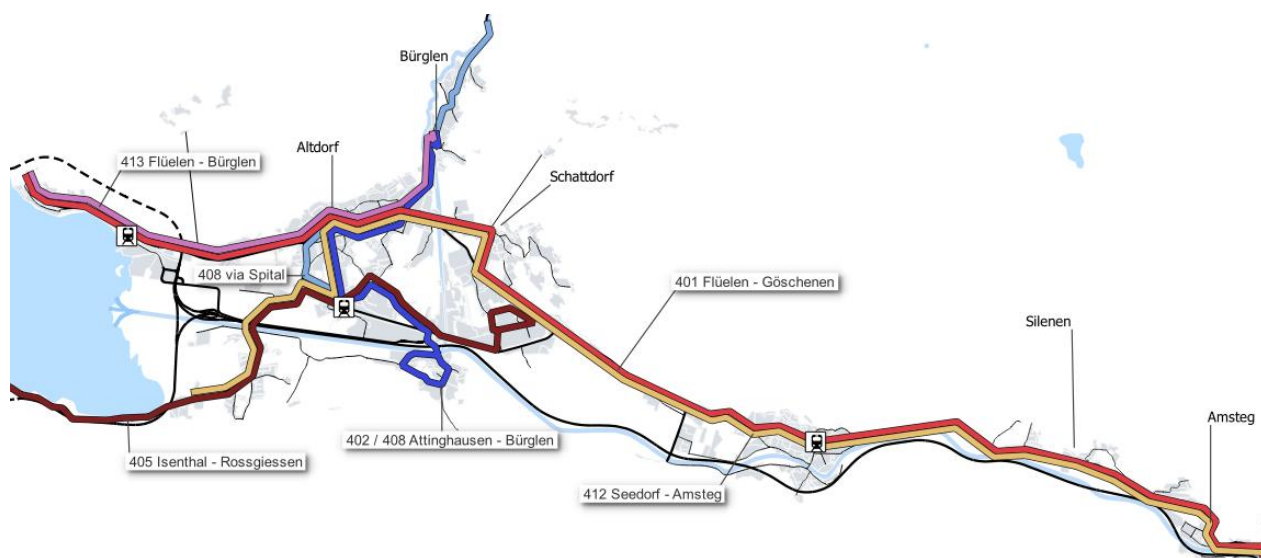 Bürglen
Altdorf
413 Flüelen - Bürglen
Schattdorf
408 via Spital
401 Flüelen - Göschenen
Silenen
Amsteg
402 / 408 Attinghausen - Bürglen
405 Isenthal - Rossgiessen
412 Seedorf - Amsteg